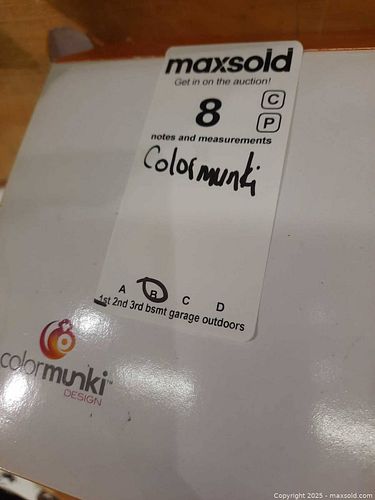 maxsold
Get in on the auction!
8
C
P
notes and measurements
Colormunki
A B C D
1st 2nd 3rd bsmt garage outdoors
colormunki™
DESIGN
Copyright 2025 - maxsold.com